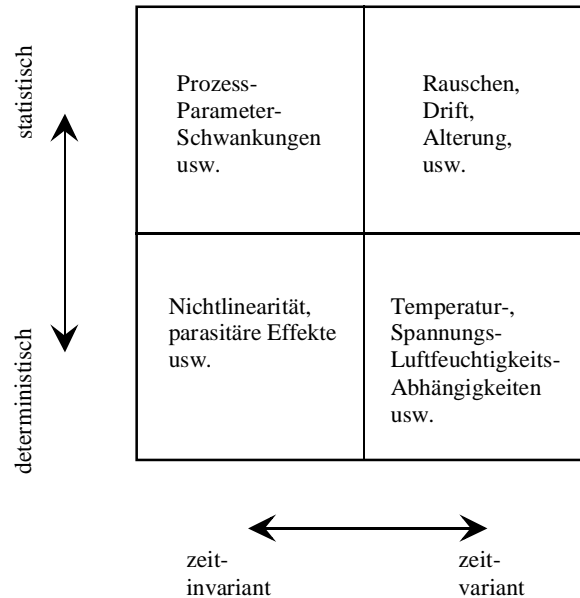 statistisch
Prozess-
Parameter-
Schwankungen
usw.
Rauschen,
Drift,
Alterung,
usw.
deterministisch
Nichtlinearität,
parasitäre Effekte
usw.
Temperatur-,
Spannungs-
Luftfeuchtigkeits-
Abhängigkeiten
usw.
zeit-
invariant
zeit-
variant